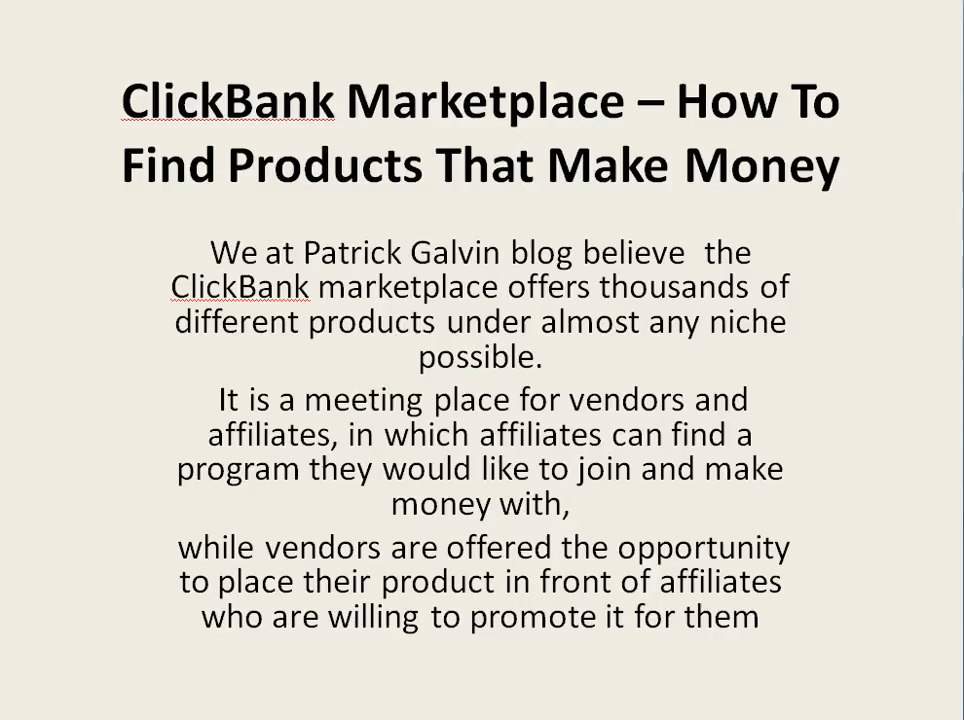 ClickBank Marketplace – How To
Find Products That Make Money
We at Patrick Galvin blog believe  the
ClickBank marketplace offers thousands of
different products under almost any niche
possible.
It is a meeting place for vendors and
affiliates, in which affiliates can find a
program they would like to join and make
money with,
while vendors are offered the opportunity
to place their product in front of affiliates
who are willing to promote it for them